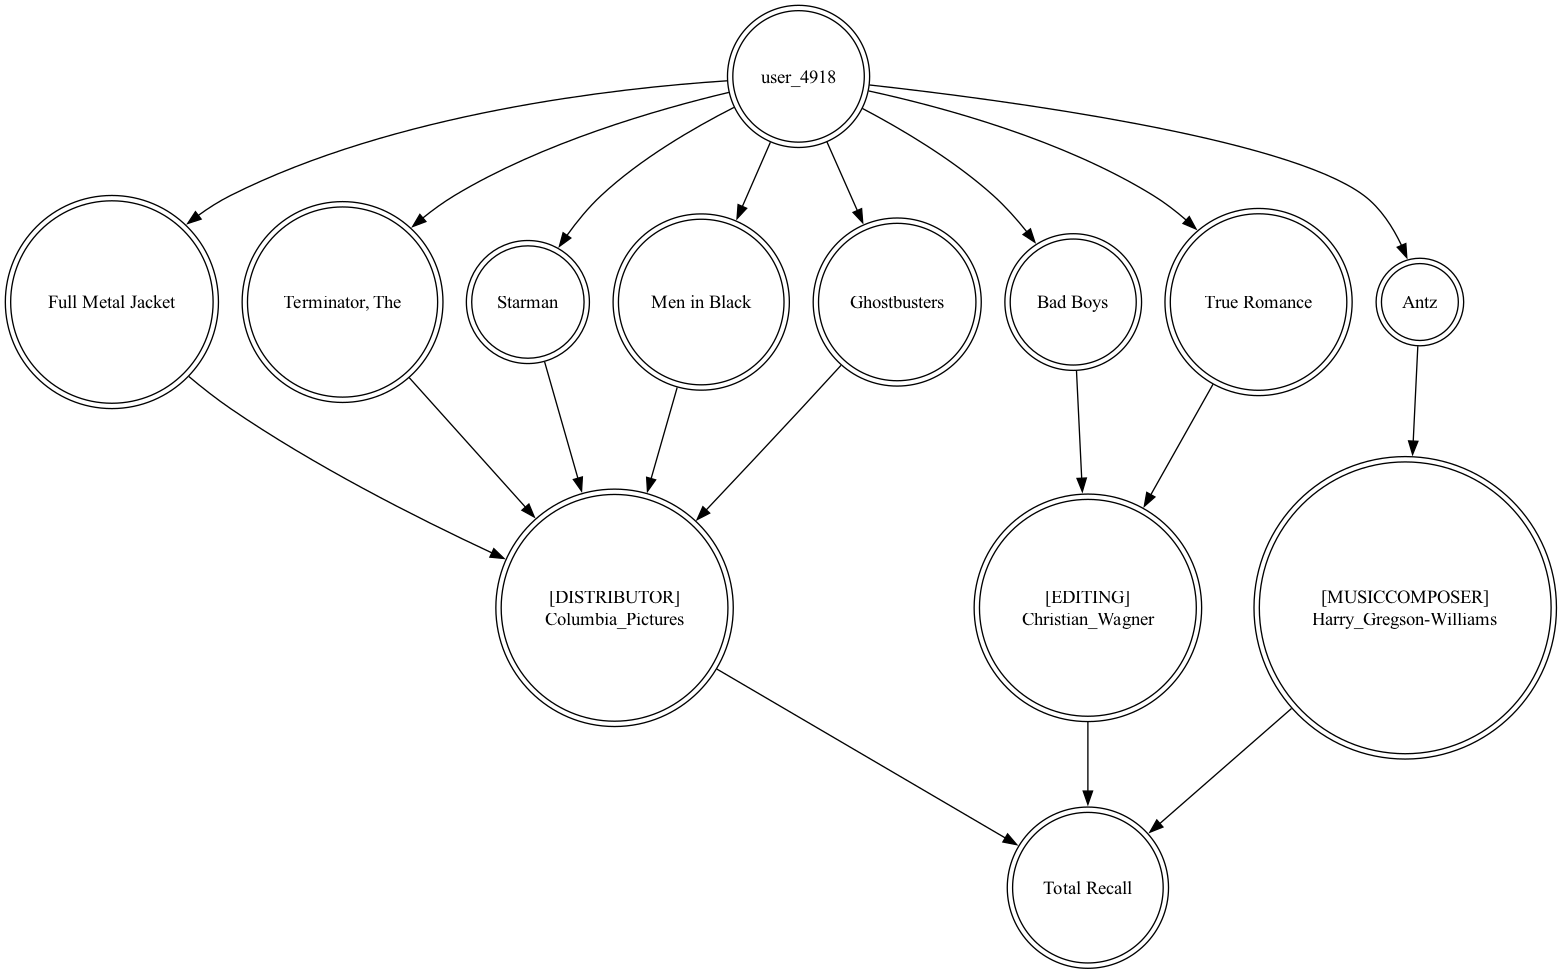 user_4918
Full Metal Jacket
Terminator, The
Starman
Men in Black
Ghostbusters
Bad Boys
True Romance
Antz
[DISTRIBUTOR]
Columbia_Pictures
[EDITING]
Christian_Wagner
[MUSICCOMPOSER]
Harry_Gregson-Williams
Total Recall